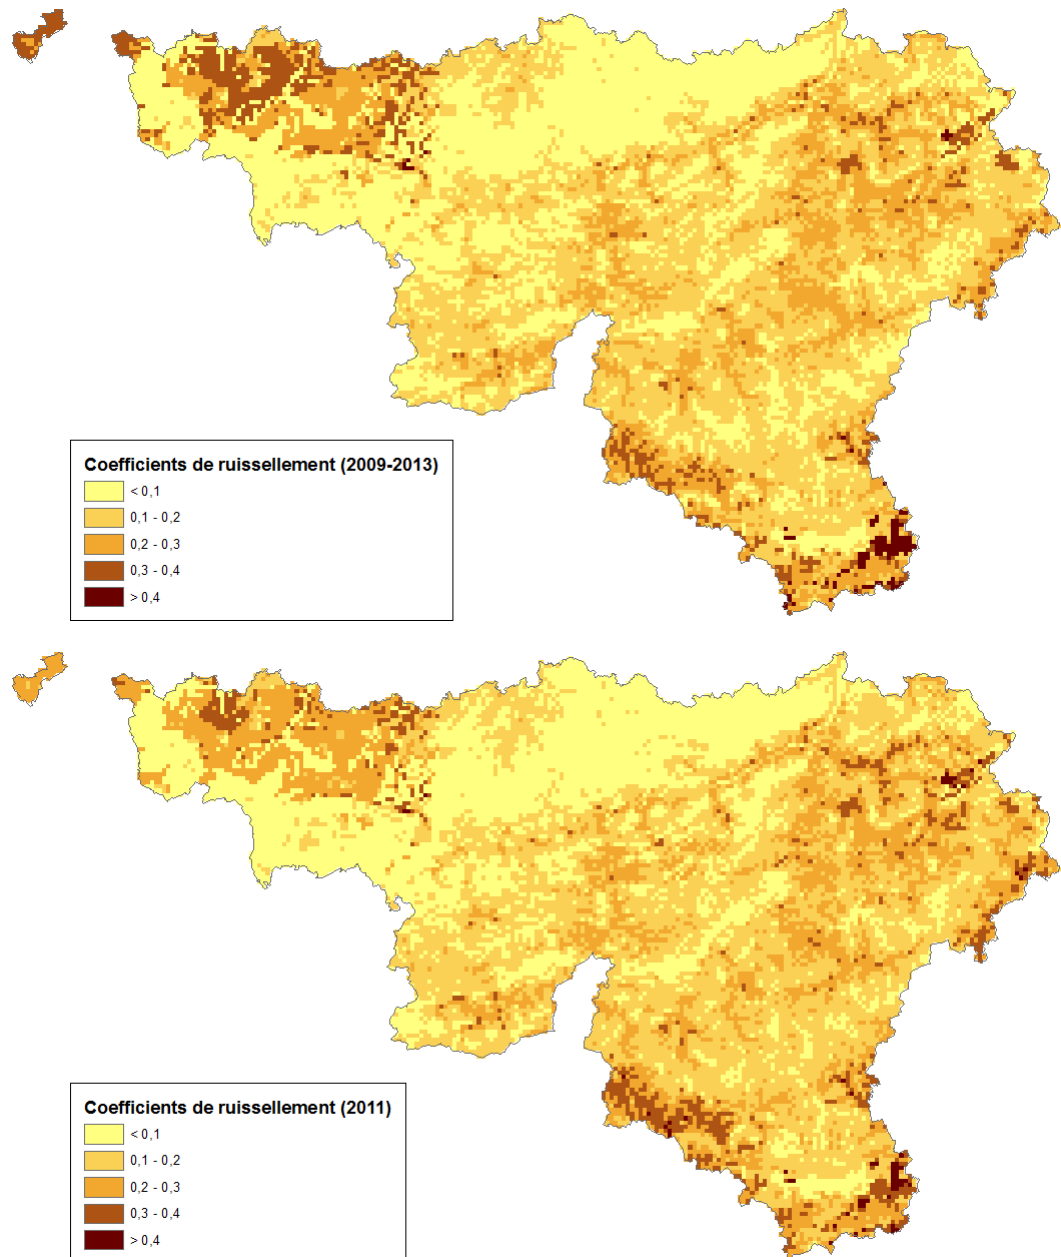 Coefficients de ruissellement (2009-2013)
< 0,1
0,1 - 0,2
0,2 - 0,3
0,3 - 0,4
> 0,4
Coefficients de ruissellement (2011)
< 0,1
0,1 - 0,2
0,2 - 0,3
0,3 - 0,4
> 0,4